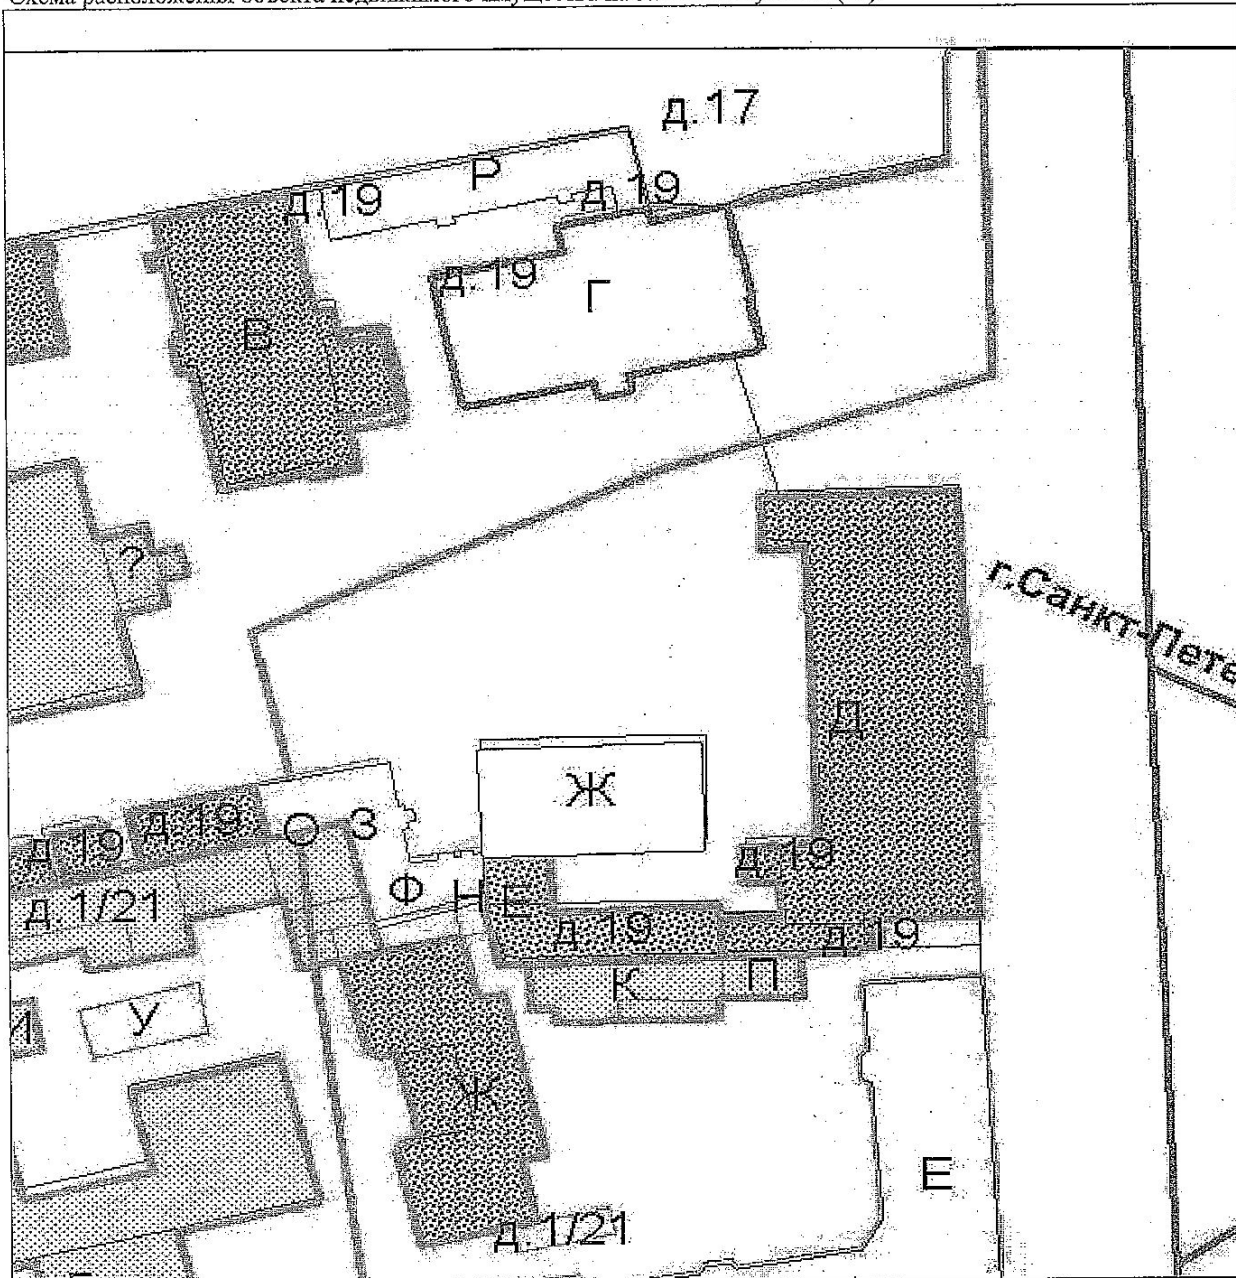 д.17
Р
д.19
д.19
д.19
Г
В
?
г.Санкт-Пете
Д
Ж
д.19
О
З
д.19
д.19
Ф
Н
Е
д.1/21
д.19
д.19
К
П
И
У
Ж
Е
д.1/21